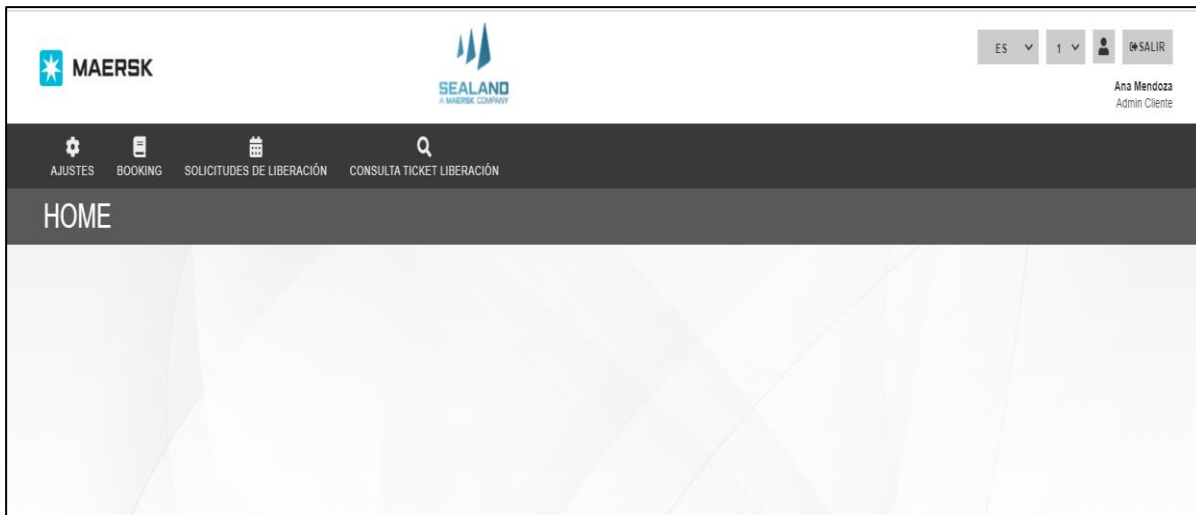 MAERSK
SEALAND
A MAERSK COMPANY
ES 1 SALIR
Ana Mendoza
Admin Cliente
AJUSTES BOOKING SOLICITUDES DE LIBERACIÓN CONSULTA TICKET LIBERACIÓN
HOME